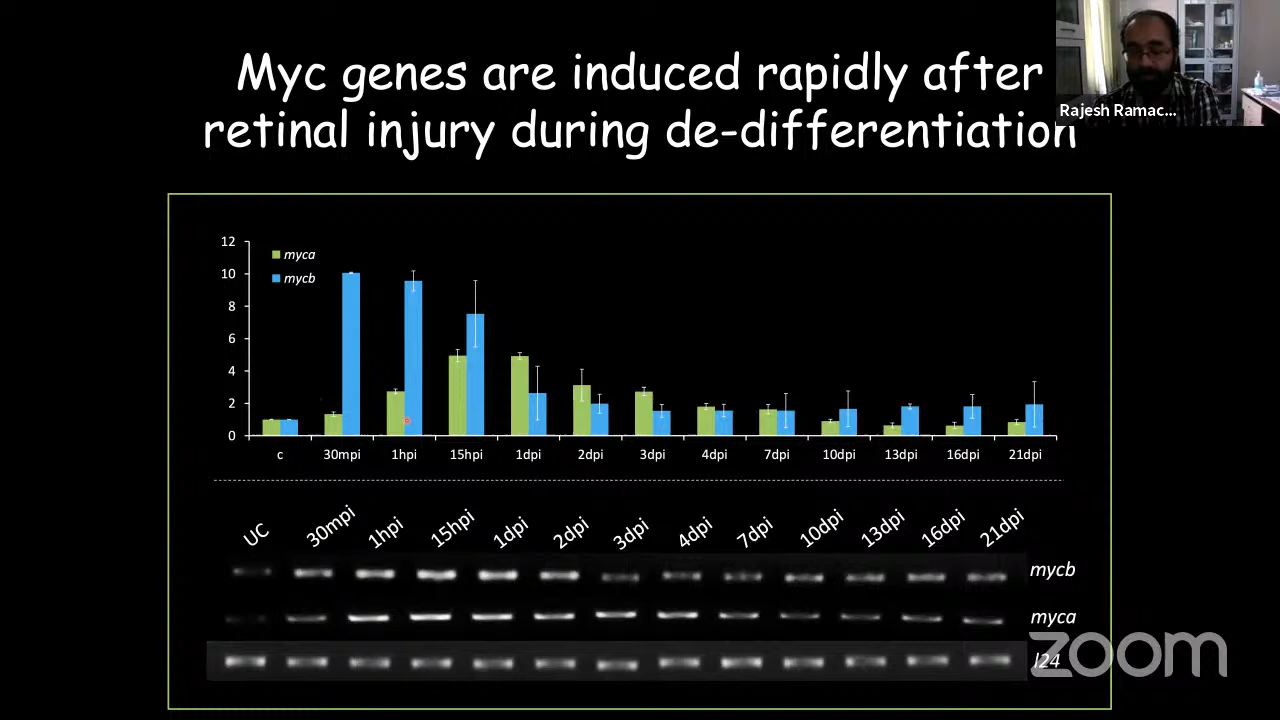 Myc genes are induced rapidly after
retinal injury during de-differentiation
Rajesh Ramac...
12
10
8
6
4
2
0
myca
mycb
c 30mpi 1hpi 15hpi 1dpi 2dpi 3dpi 4dpi 7dpi 10dpi 13dpi 16dpi 21dpi
UC 30mpi 1hpi 15hpi 1dpi 2dpi 3dpi 4dpi 7dpi 10dpi 13dpi 16dpi 21dpi
mycb
myca
l24
zoom